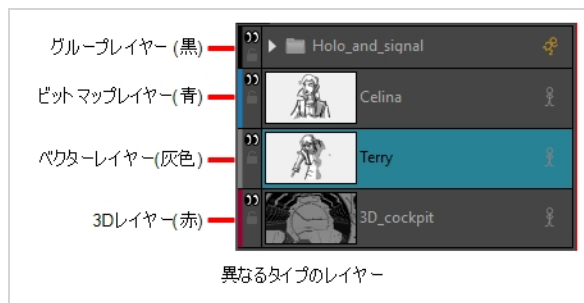 グループレイヤー (黒)
Holo_and_siqnal
ビットマップレイヤー(青)
Celina
ベクターレイヤー(灰色)
Terry
3Dレイヤー(赤)
3D_cockpit
異なるタイプのレイヤー